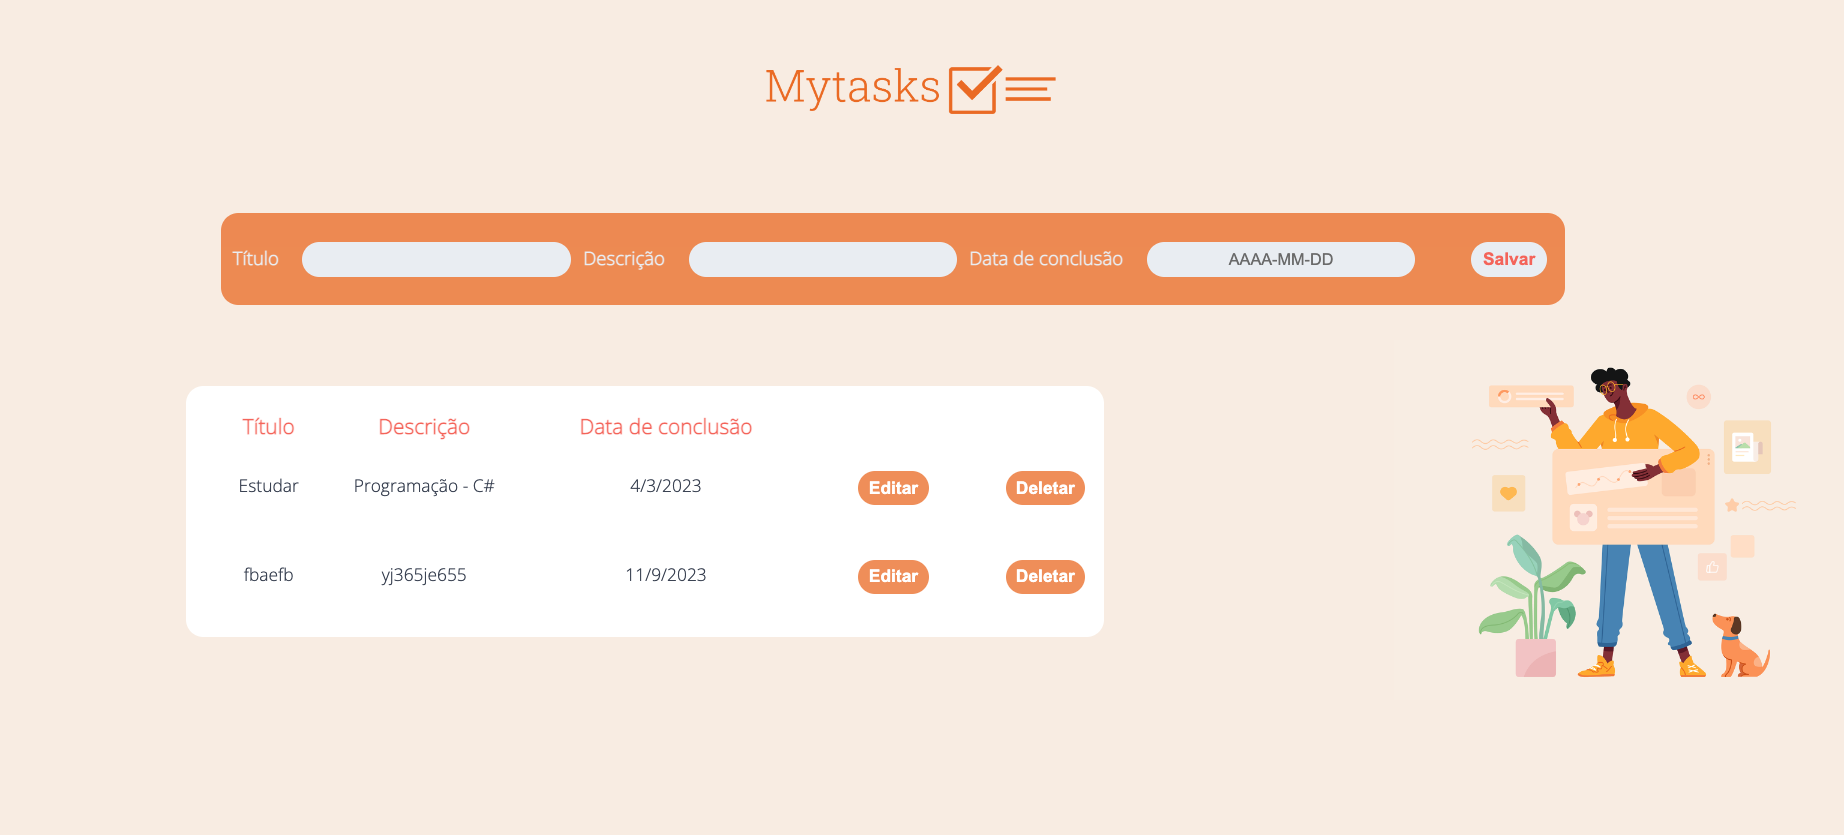 Mytasks
Título Descrição Data de conclusão AAAA-MM-DD Salvar
Título Descrição Data de conclusão
Estudar Programação - C# 4/3/2023 Editar Deletar
fbaefb yj365je655 11/9/2023 Editar Deletar